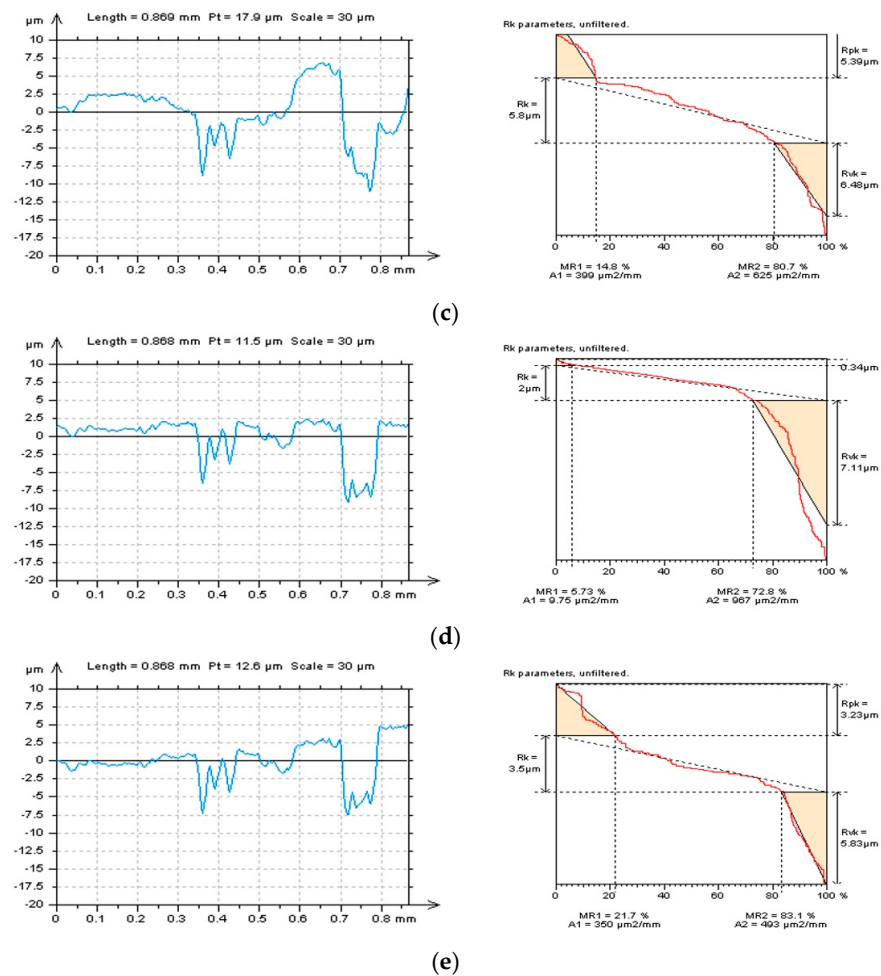 Length = 0.869 mm Pt = 17.9 µm Scale = 30 µm
µm
10
7.5
5
2.5
0
-2.5
-5
-7.5
-10
-12.5
-15
-17.5
-20
0 0.1 0.2 0.3 0.4 0.5 0.6 0.7 0.8 mm
Rk parameters, unfiltered.
Rpk =
5.39µm
Rk =
5.8µm
Rvk =
6.48µm
0 20 40 60 80 100 %
MR1 = 14.8 % MR2 = 80.7 %
A1 = 399 µm2/mm A2 = 625 µm2/mm
(c)
Length = 0.868 mm Pt = 11.5 µm Scale = 30 µm
µm
10
7.5
5
2.5
0
-2.5
-5
-7.5
-10
-12.5
-15
-17.5
-20
0 0.1 0.2 0.3 0.4 0.5 0.6 0.7 0.8 mm
Rk parameters, unfiltered.
0.34µm
Rk =
2µm
Rvk =
7.11µm
0 20 40 60 80 100 %
MR1 = 5.73 % MR2 = 72.8 %
A1 = 9.75 µm2/mm A2 = 967 µm2/mm
(d)
Length = 0.868 mm Pt = 12.6 µm Scale = 30 µm
µm
10
7.5
5
2.5
0
-2.5
-5
-7.5
-10
-12.5
-15
-17.5
-20
0 0.1 0.2 0.3 0.4 0.5 0.6 0.7 0.8 mm
Rk parameters, unfiltered.
Rpk =
3.23µm
Rk =
3.5µm
Rvk =
5.83µm
0 20 40 60 80 100 %
MR1 = 21.7 % MR2 = 83.1 %
A1 = 350 µm2/mm A2 = 493 µm2/mm
(e)